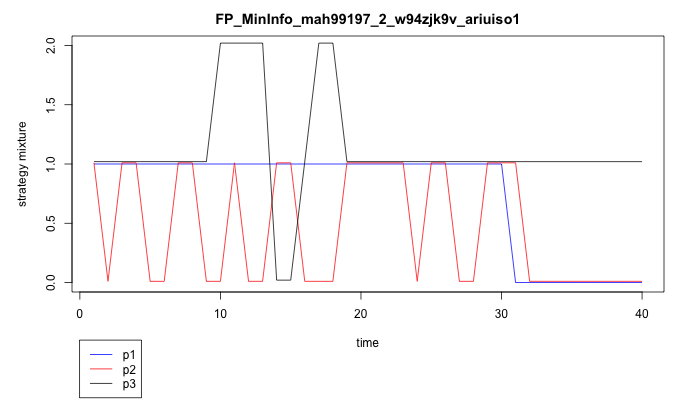 FP_MinInfo_mah99197_2_w94zjk9v_ariuiso1
2.0
1.5
1.0
0.5
0.0
strategy mixture
0 10 20 30 40
time
p1
p2
p3